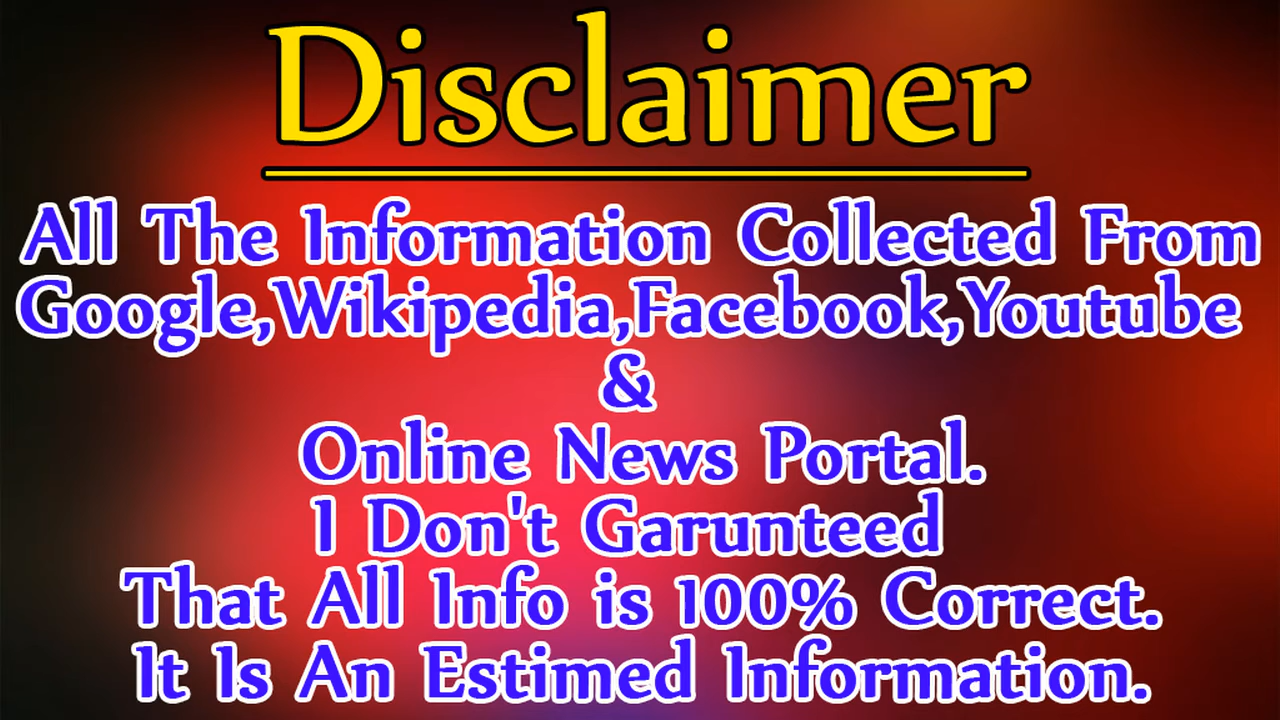 Disclaimer
All The Information Collected From
Google,Wikipedia,Facebook,Youtube
&
Online News Portal.
I Don't Garunteed
That All Info is 100% Correct.
It Is An Estimed Information.